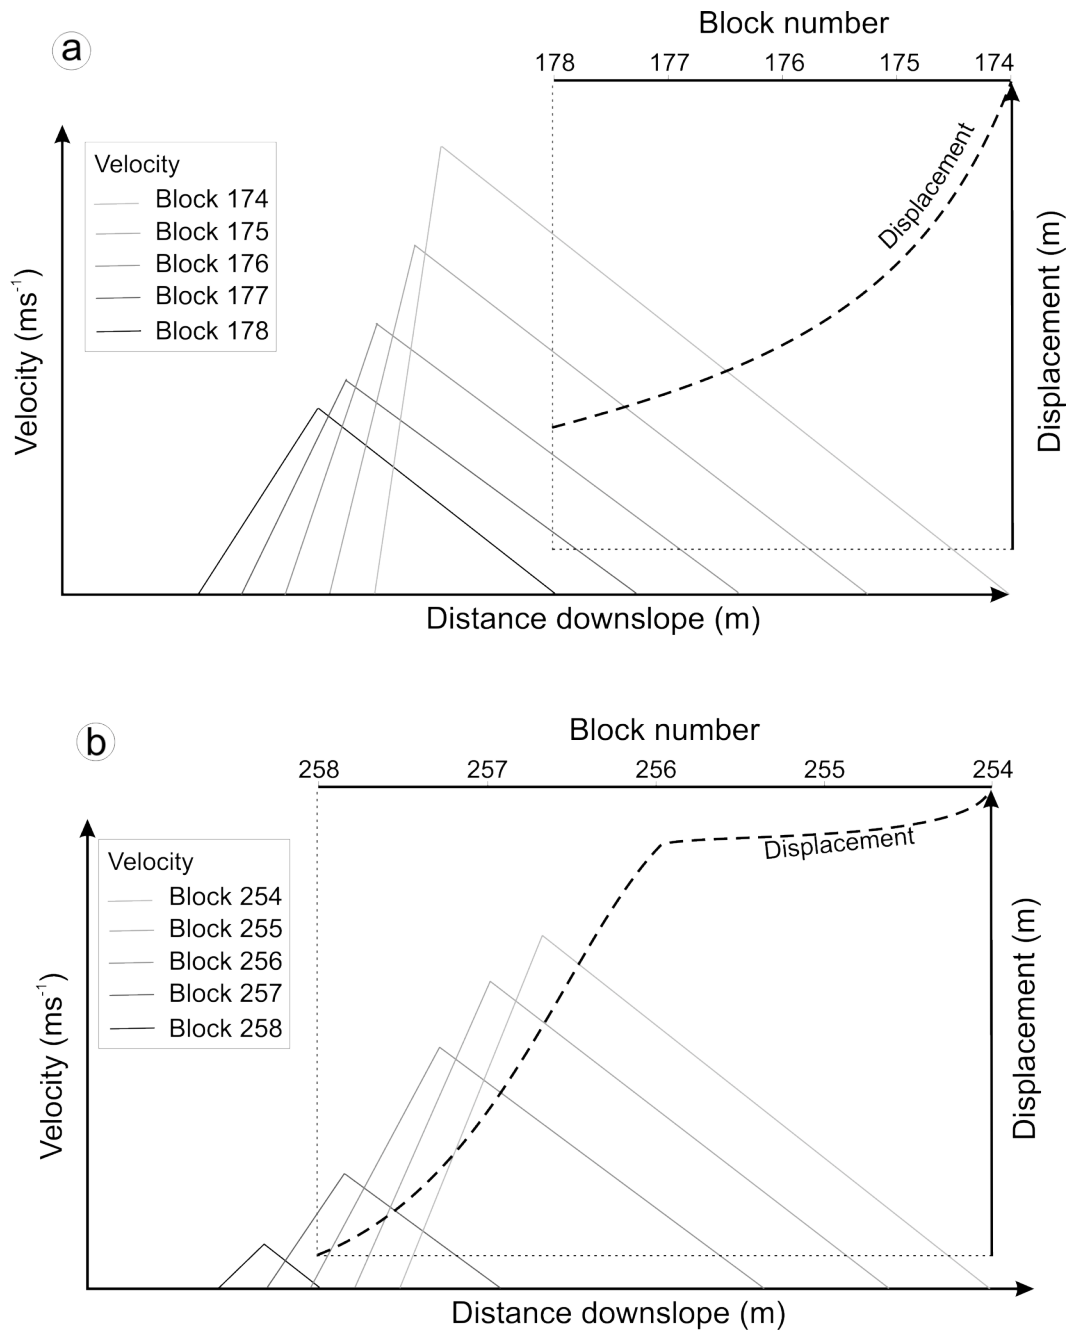 a
Block number
178 177 176 175 174
Velocity
Block 174
Block 175
Block 176
Block 177
Block 178
Displacement
Velocity (ms⁻¹)
Displacement (m)
Distance downslope (m)
b
Block number
258 257 256 255 254
Velocity
Block 254
Block 255
Block 256
Block 257
Block 258
Displacement
Velocity (ms⁻¹)
Displacement (m)
Distance downslope (m)